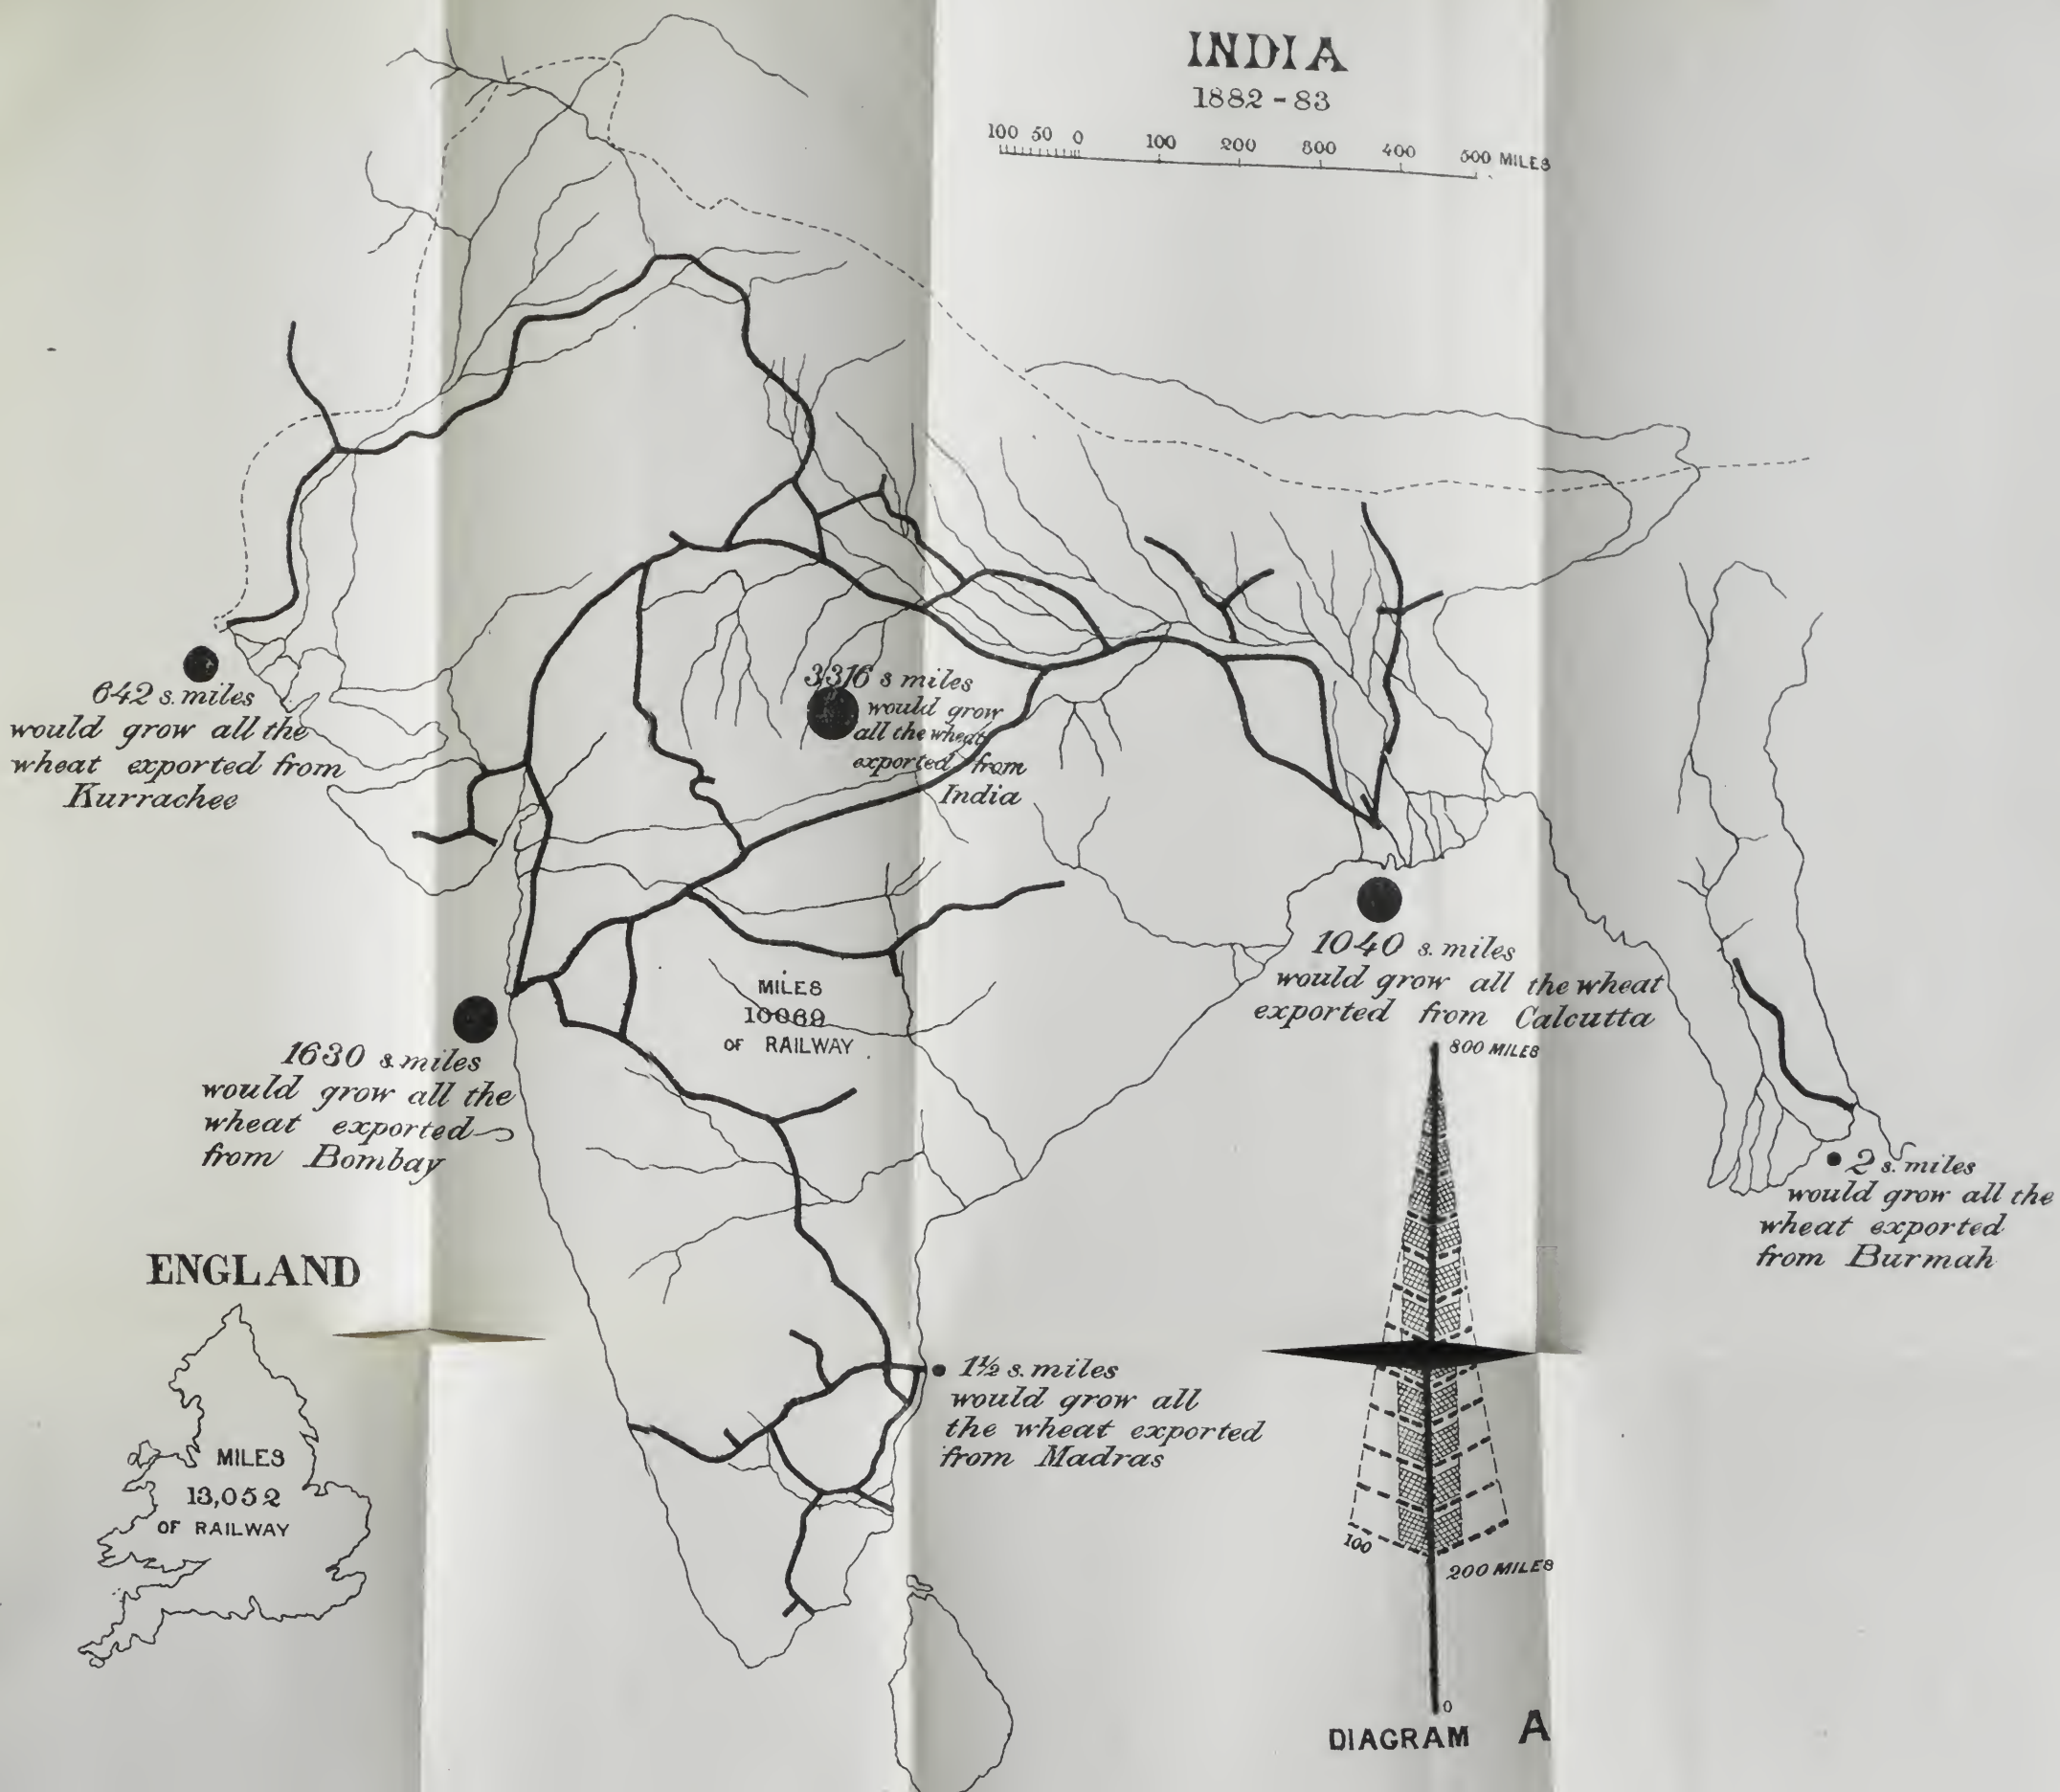 INDIA
1882 - 83
100 50 0 100 200 300 400 500 MILES
642 s. miles
would grow all the
wheat exported from
Kurrachee
3316 s miles
would grow
all the wheat
exported from
India
1040 s. miles
would grow all the wheat
exported from Calcutta
MILES
10069
OF RAILWAY
1630 s. miles
would grow all the
wheat exported
from Bombay
800 MILES
2 s. miles
would grow all the
wheat exported
from Burmah
ENGLAND
MILES
13,052
OF RAILWAY
1½ s. miles
would grow all
the wheat exported
from Madras
100
200 MILES
0
DIAGRAM A